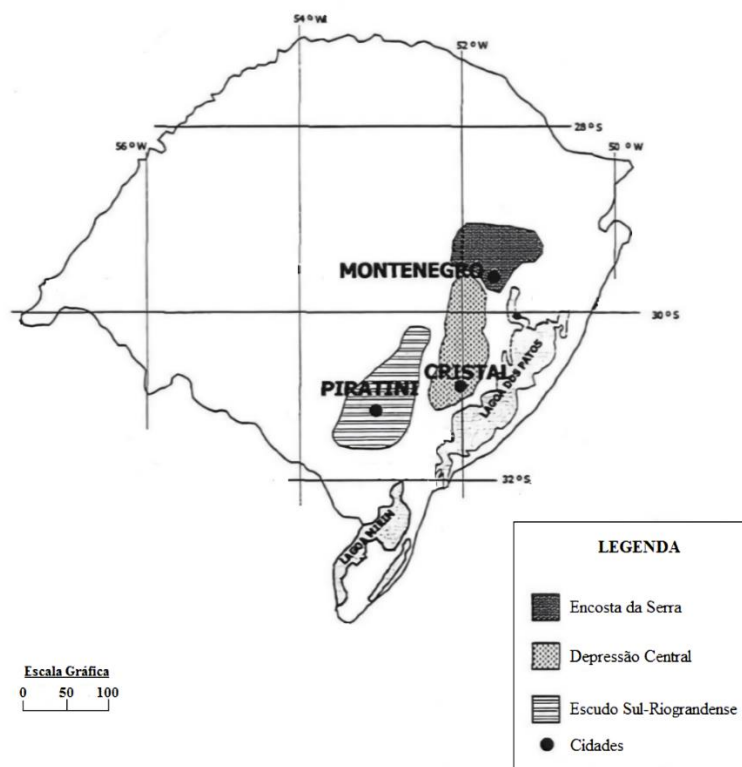 54 ºW
52 º W
28 º S
56 º W
50 º W
MONTENEGRO
30 º S
CRISTAL
PIRATINI
LAGOA DOS PATOS
32 º S
LAGOA MIRIM
LEGENDA
Encosta da Serra
Depressão Central
Escudo Sul-Riograndense
Cidades
Escala Gráfica
0 50 100